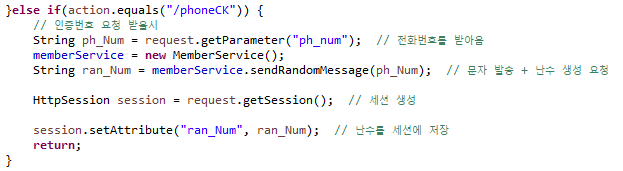 }else if(action.equals("/phoneCK")) {
// 인증번호 요청 받을시
String ph_Num = request.getParameter("ph_num"); // 전화번호를 받아옴
memberService = new MemberService();
String ran_Num = memberService.sendRandomMessage(ph_Num); // 문자 발송 + 난수 생성 요청
HttpSession session = request.getSession(); // 세션 생성
session.setAttribute("ran_Num", ran_Num); // 난수를 세션에 저장
return;
}